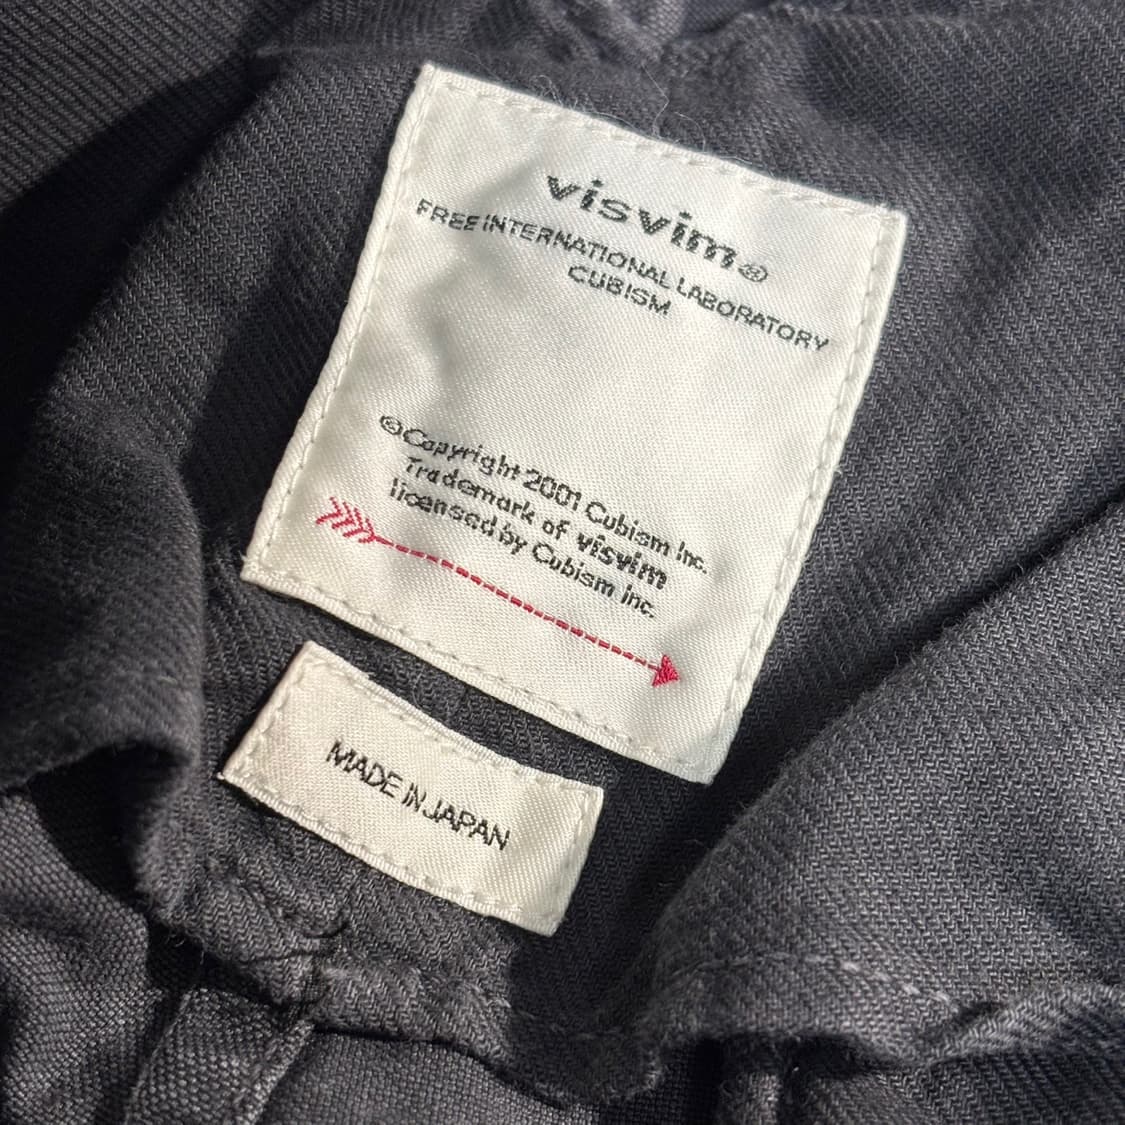 visvim®
FREE INTERNATIONAL LABORATORY
CUBISM
©Copyright 2001 Cubism Inc.
Trademark of visvim
licensed by Cubism Inc.
MADE IN JAPAN